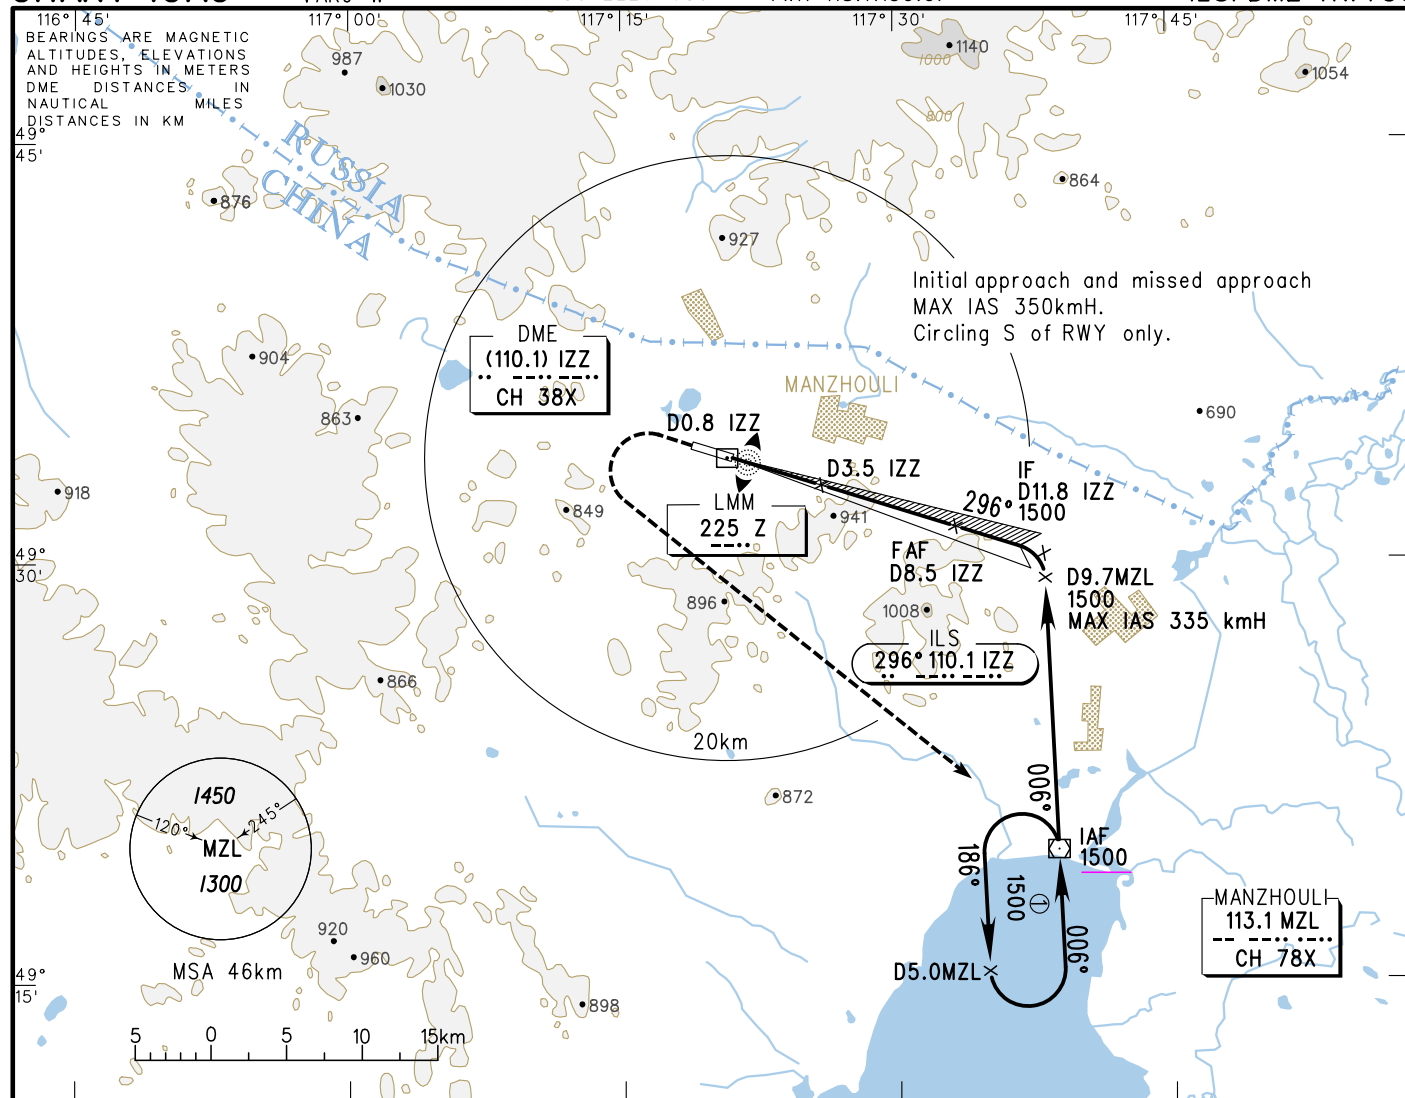 116° 45'
117° 00'
117° 15'
117° 30'
117° 45'
BEARINGS ARE MAGNETIC
ALTITUDES, ELEVATIONS
AND HEIGHTS IN METERS
DME DISTANCES IN
NAUTICAL MILES
DISTANCES IN KM
987
1030
1140
1000
1054
800
49°
45'
RUSSIA
CHINA
876
864
927
Initial approach and missed approach
MAX IAS 350kmH.
Circling S of RWY only.
DME
(110.1) IZZ
CH 38X
904
863
MANZHOULI
690
D0.8 IZZ
D3.5 IZZ
IF
D11.8 IZZ
1500
296°
918
849
LMM
225 Z
941
49°
30'
FAF
D8.5 IZZ
D9.7MZL
1500
MAX IAS 335 kmH
896
1008
ILS
296° 110.1 IZZ
866
20km
006°
872
1450
120°
245°
MZL
1300
MSA 46km
IAF
1500
186°
1500
①
006°
MANZHOULI
113.1 MZL
CH 78X
920
960
D5.0MZL
898
49°
15'
5 0 5 10 15km